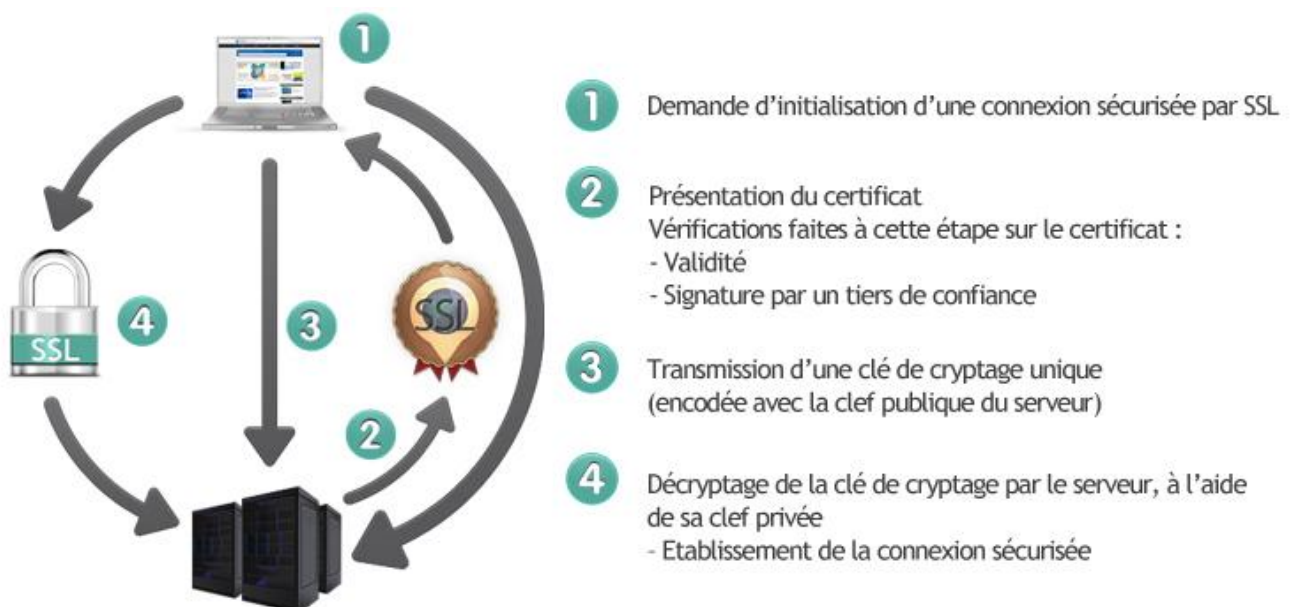 1
1 Demande d'initialisation d'une connexion sécurisée par SSL
2 Présentation du certificat
Vérifications faites à cette étape sur le certificat :
- Validité
- Signature par un tiers de confiance
SSL
4
3
SSL
3 Transmission d'une clé de cryptage unique
(encodée avec la clef publique du serveur)
2
4 Décryptage de la clé de cryptage par le serveur, à l'aide
de sa clef privée
- Etablissement de la connexion sécurisée